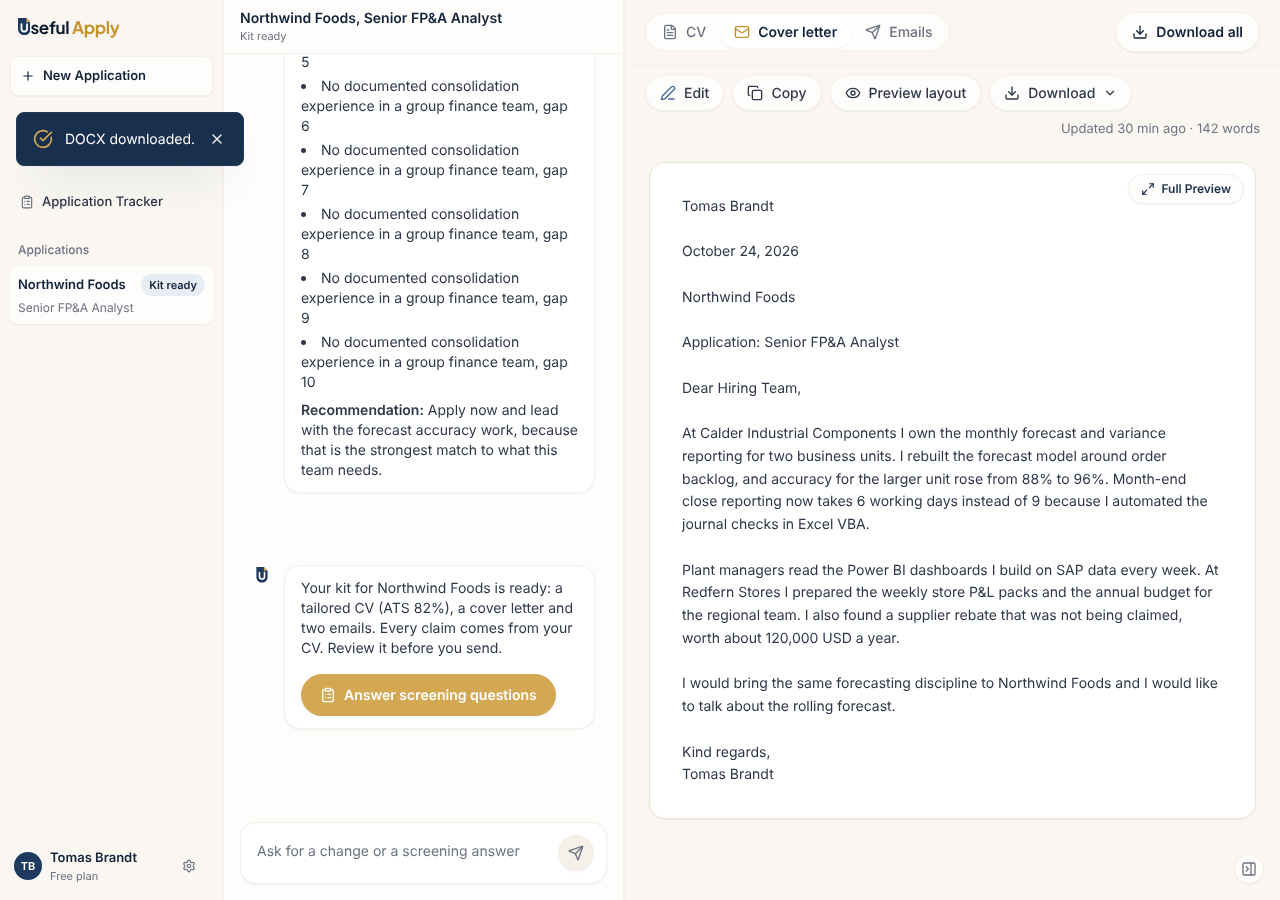 Useful Apply
New Application
DOCX downloaded.
Application Tracker
Applications
Northwind Foods
Kit ready
Senior FP&A Analyst
TB
Tomas Brandt
Free plan
Northwind Foods, Senior FP&A Analyst
Kit ready
5
• No documented consolidation
experience in a group finance team, gap
6
• No documented consolidation
experience in a group finance team, gap
7
• No documented consolidation
experience in a group finance team, gap
8
• No documented consolidation
experience in a group finance team, gap
9
• No documented consolidation
experience in a group finance team, gap
10
Recommendation: Apply now and lead
with the forecast accuracy work, because
that is the strongest match to what this
team needs.
Your kit for Northwind Foods is ready: a
tailored CV (ATS 82%), a cover letter and
two emails. Every claim comes from your
CV. Review it before you send.
Answer screening questions
Ask for a change or a screening answer
CV
Cover letter
Emails
Download all
Edit
Copy
Preview layout
Download
Updated 30 min ago · 142 words
Full Preview
Tomas Brandt
October 24, 2026
Northwind Foods
Application: Senior FP&A Analyst
Dear Hiring Team,
At Calder Industrial Components I own the monthly forecast and variance
reporting for two business units. I rebuilt the forecast model around order
backlog, and accuracy for the larger unit rose from 88% to 96%. Month-end
close reporting now takes 6 working days instead of 9 because I automated the
journal checks in Excel VBA.
Plant managers read the Power BI dashboards I build on SAP data every week. At
Redfern Stores I prepared the weekly store P&L packs and the annual budget for
the regional team. I also found a supplier rebate that was not being claimed,
worth about 120,000 USD a year.
I would bring the same forecasting discipline to Northwind Foods and I would like
to talk about the rolling forecast.
Kind regards,
Tomas Brandt